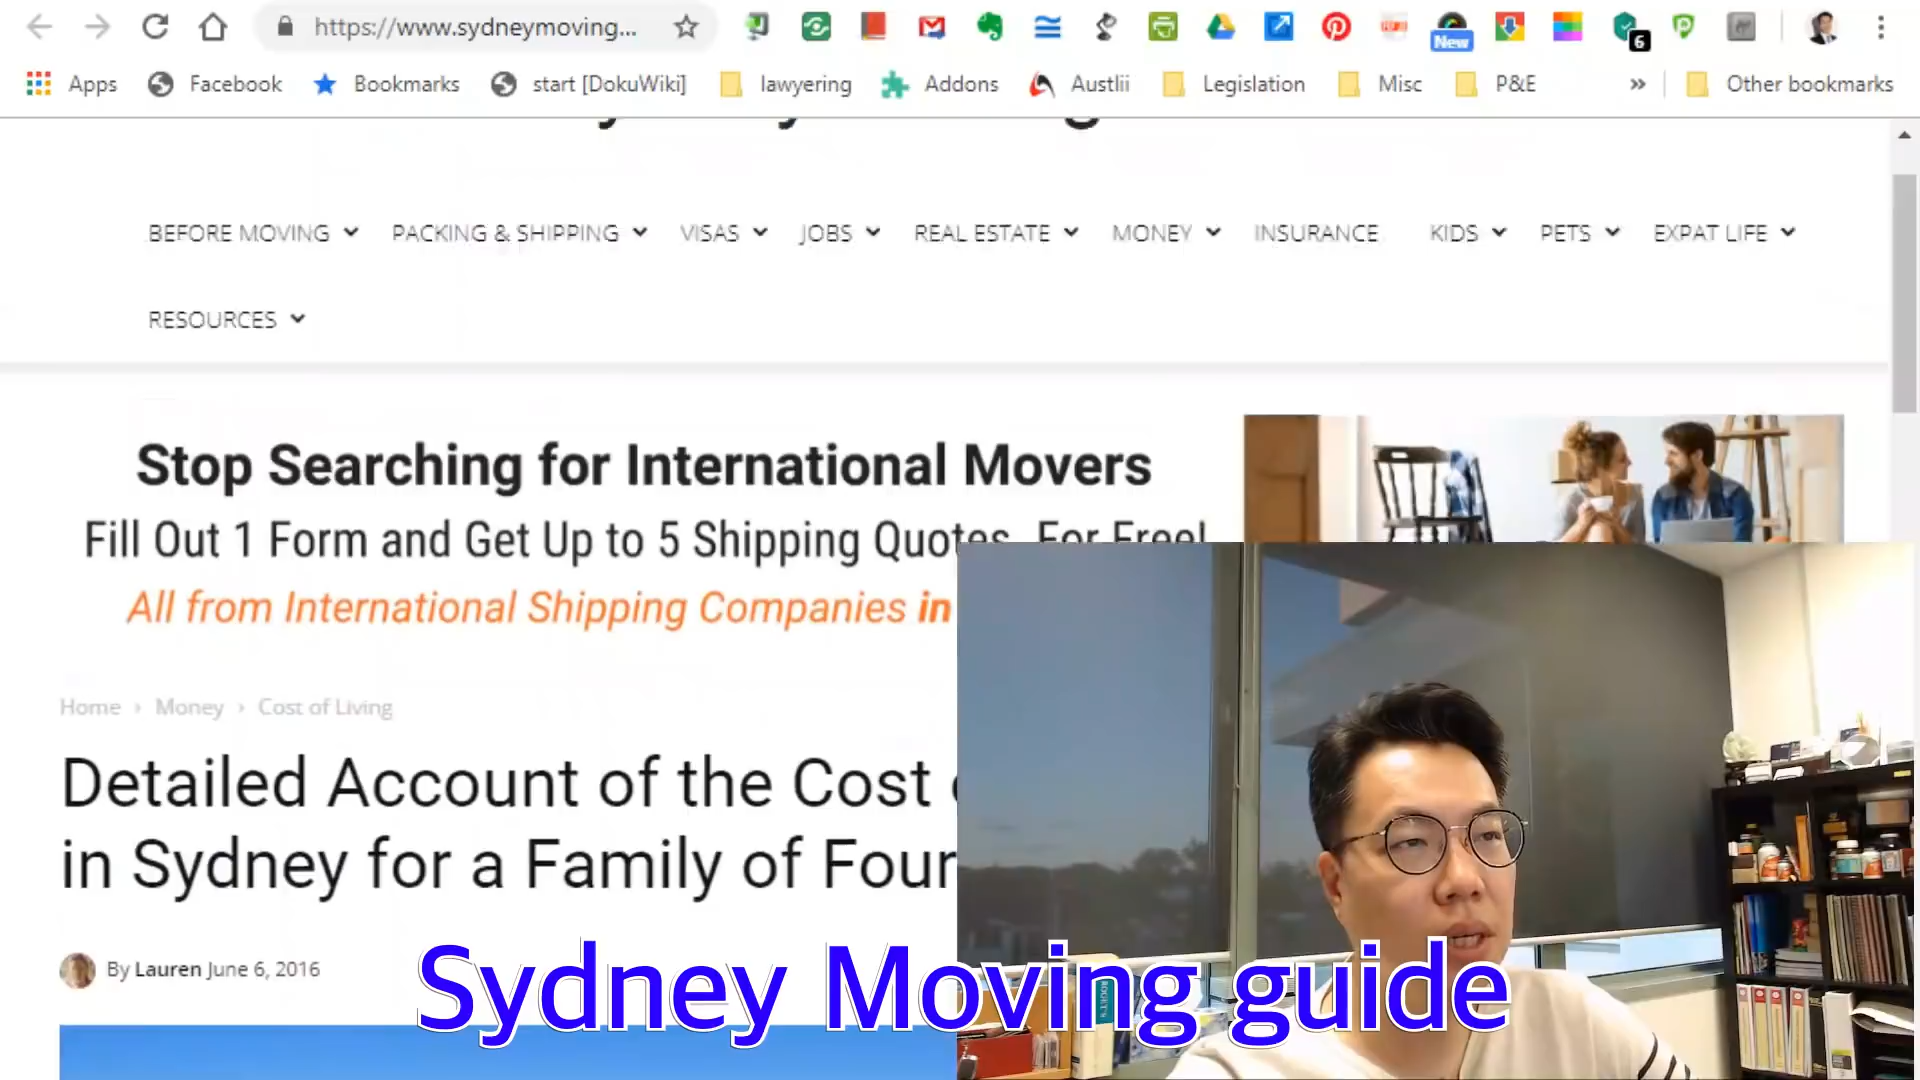 https://www.sydneymoving...
New
6
Apps Facebook Bookmarks start [DokuWiki] lawyering Addons Austlii Legislation Misc P&E » Other bookmarks
BEFORE MOVING PACKING & SHIPPING VISAS JOBS REAL ESTATE MONEY INSURANCE KIDS PETS EXPAT LIFE
RESOURCES
Stop Searching for International Movers
Fill Out 1 Form and Get Up to 5 Shipping Quotes. For Free!
All from International Shipping Companies in
Home › Money › Cost of Living
Detailed Account of the Cost
in Sydney for a Family of Four
By Lauren June 6, 2016
Sydney Moving guide